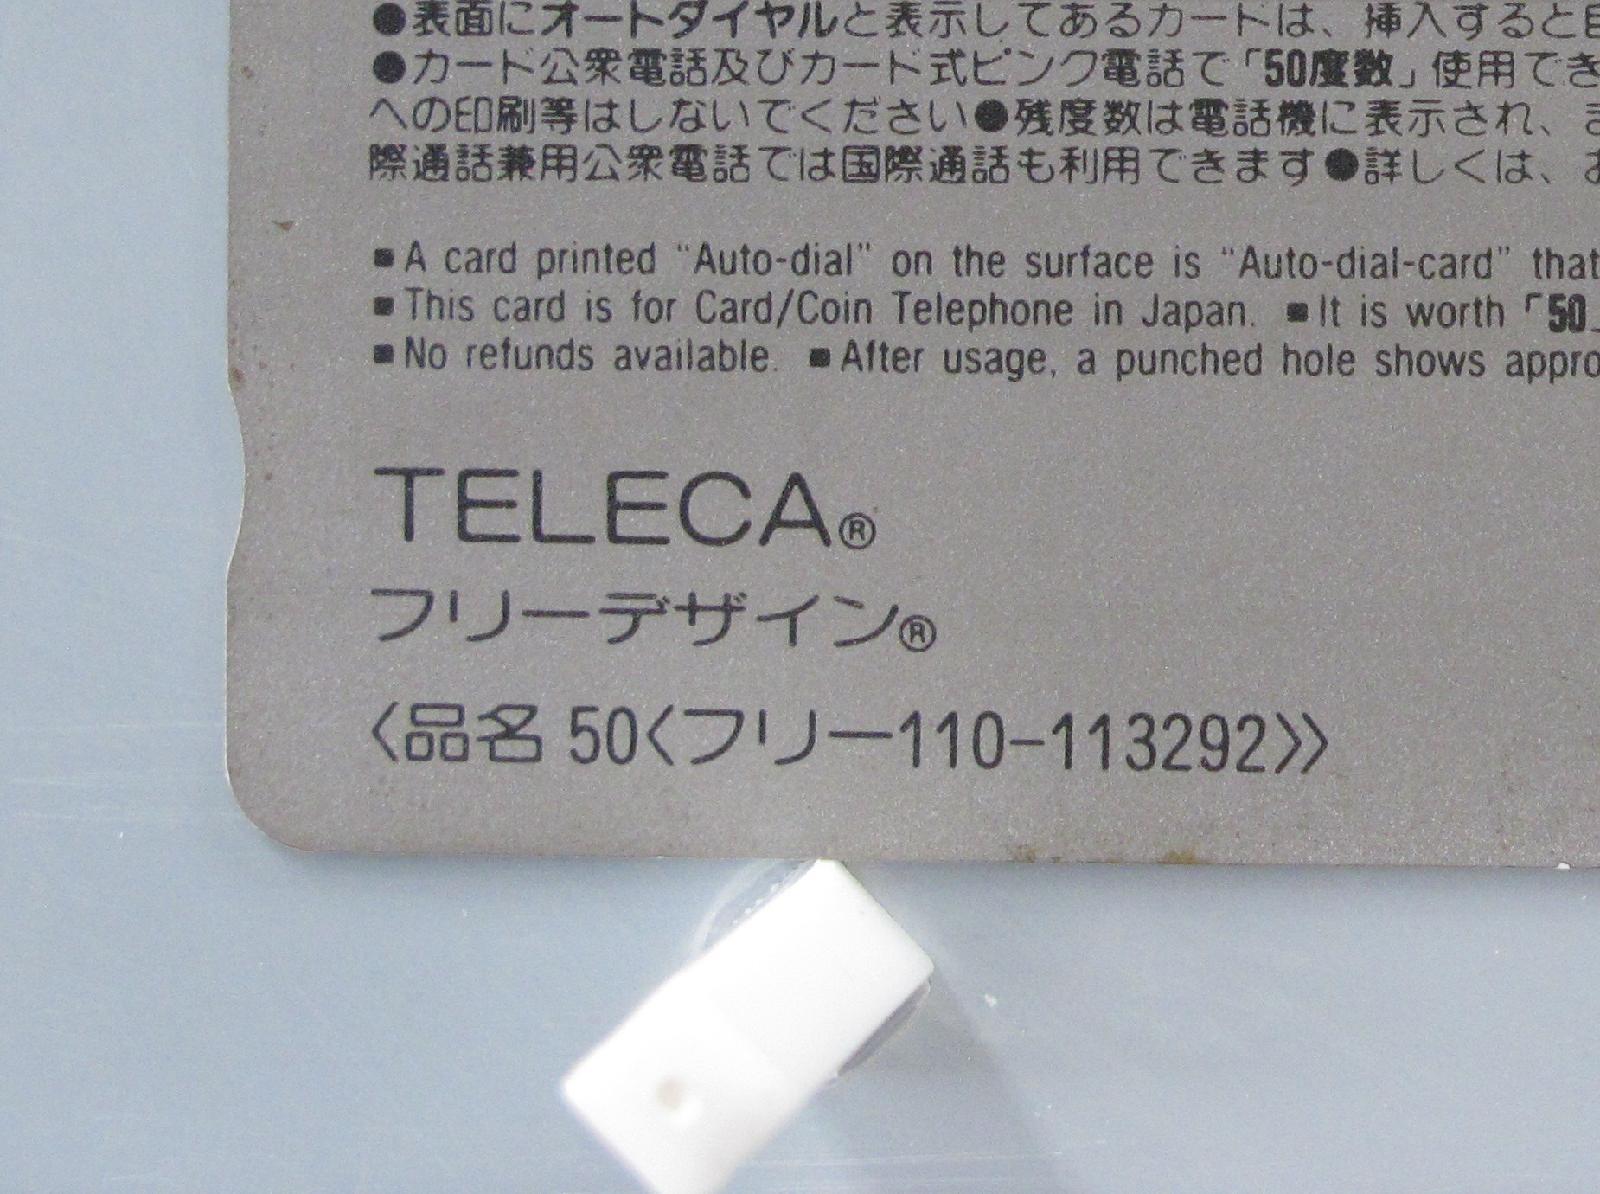 ●表面にオートダイヤルと表示してあるカードは、挿入すると自
●カード公衆電話及びカード式ピンク電話で「50度数」使用でき
への印刷等はしないでください●残度数は電話機に表示され、ま
際通話兼用公衆電話では国際通話も利用できます●詳しくは、お
■A card printed “Auto-dial” on the surface is “Auto-dial-card” that
■This card is for Card/Coin Telephone in Japan. ■It is worth 「50」
■No refunds available. ■After usage, a punched hole shows appro
TELECA®
フリーデザイン®
〈品名 50〈フリー110-113292〉〉